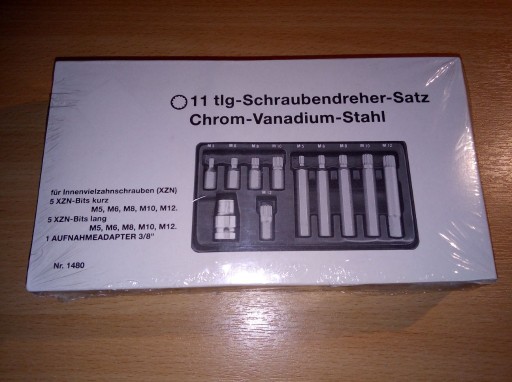 11 tlg-Schraubendreher-Satz
Chrom-Vanadium-Stahl
für Innenvielzahnschrauben (XZN)
5 XZN-Bits kurz
M5, M6, M8, M10, M12.
5 XZN-Bits lang
M5, M6, M8, M10, M12.
1 AUFNAHMEADAPTER 3/8"
Nr. 1480